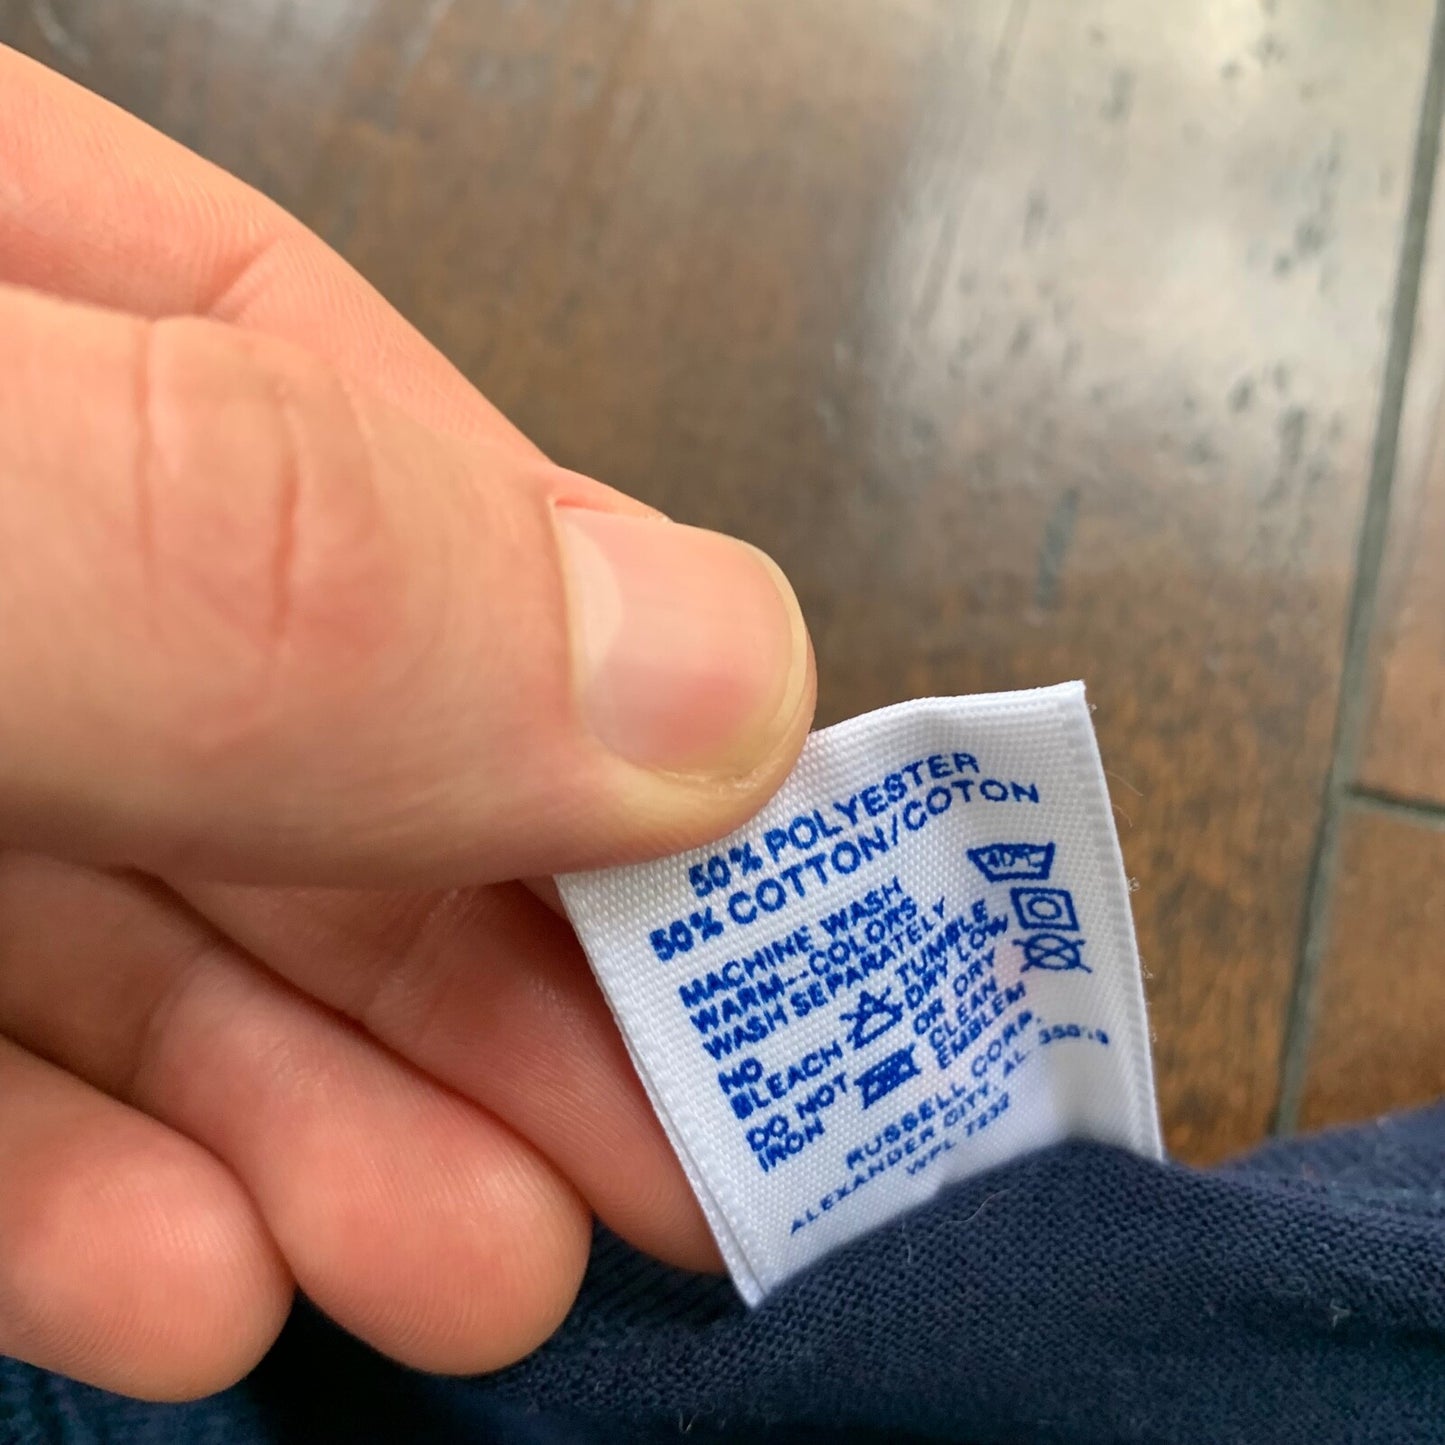 50% POLYESTER
50% COTTON/COTON
MACHINE WASH
WARM--COLORS
WASH SEPARATELY
NO
BLEACH
DO NOT
IRON
TUMBLE
DRY LOW
OR DRY
CLEAN
EMBLEM
40°C
RUSSELL CORP.
ALEXANDER CITY, AL
WPL 7232